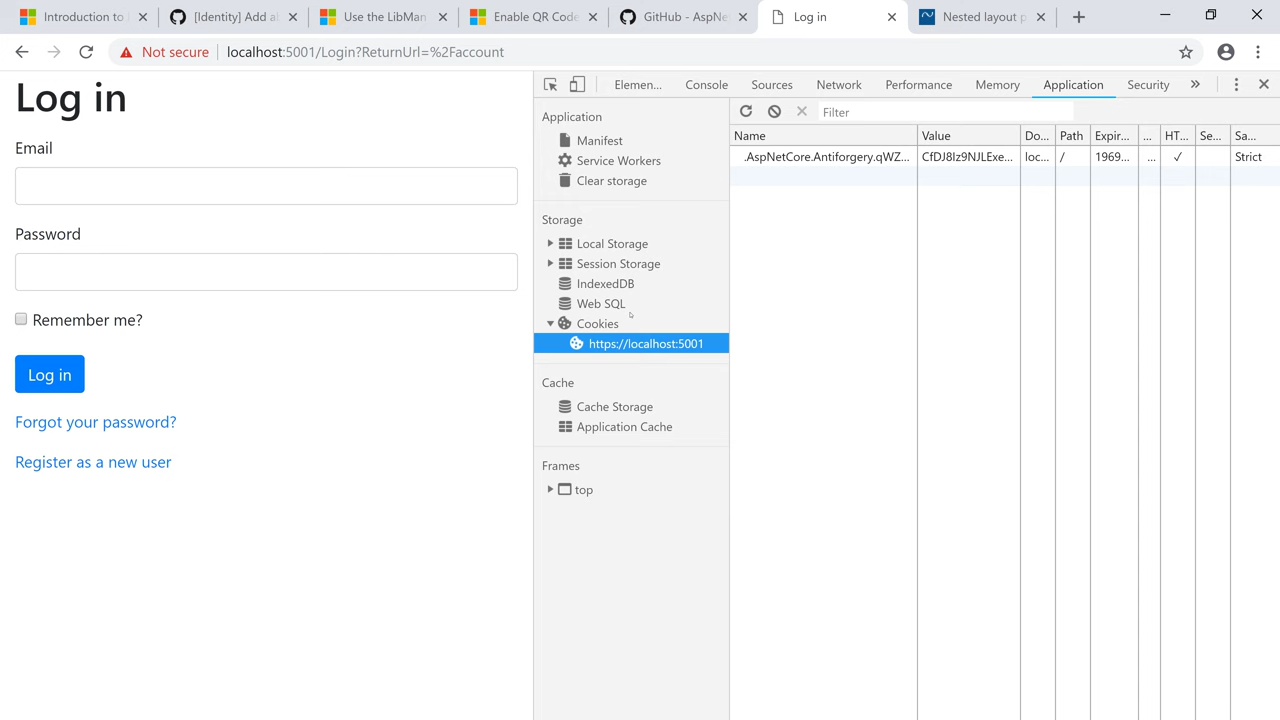 Introduction to
[Identity] Add al
Use the LibMan
Enable QR Code
GitHub - AspNe
Log in
Nested layout p
Not secure
localhost:5001/Login?ReturnUrl=%2Faccount
Log in
Email
Password
Remember me?
Log in
Forgot your password?
Register as a new user
Elemen...
Console
Sources
Network
Performance
Memory
Application
Security
Application
Manifest
Service Workers
Clear storage
Storage
Local Storage
Session Storage
IndexedDB
Web SQL
Cookies
https://localhost:5001
Cache
Cache Storage
Application Cache
Frames
top
Filter
Name Value Do... Path Expir... ... HT... Se... Sa...
.AspNetCore.Antiforgery.qWZ... CfDJ8Iz9NJLExe... loc... / 1969... ... ✓ Strict